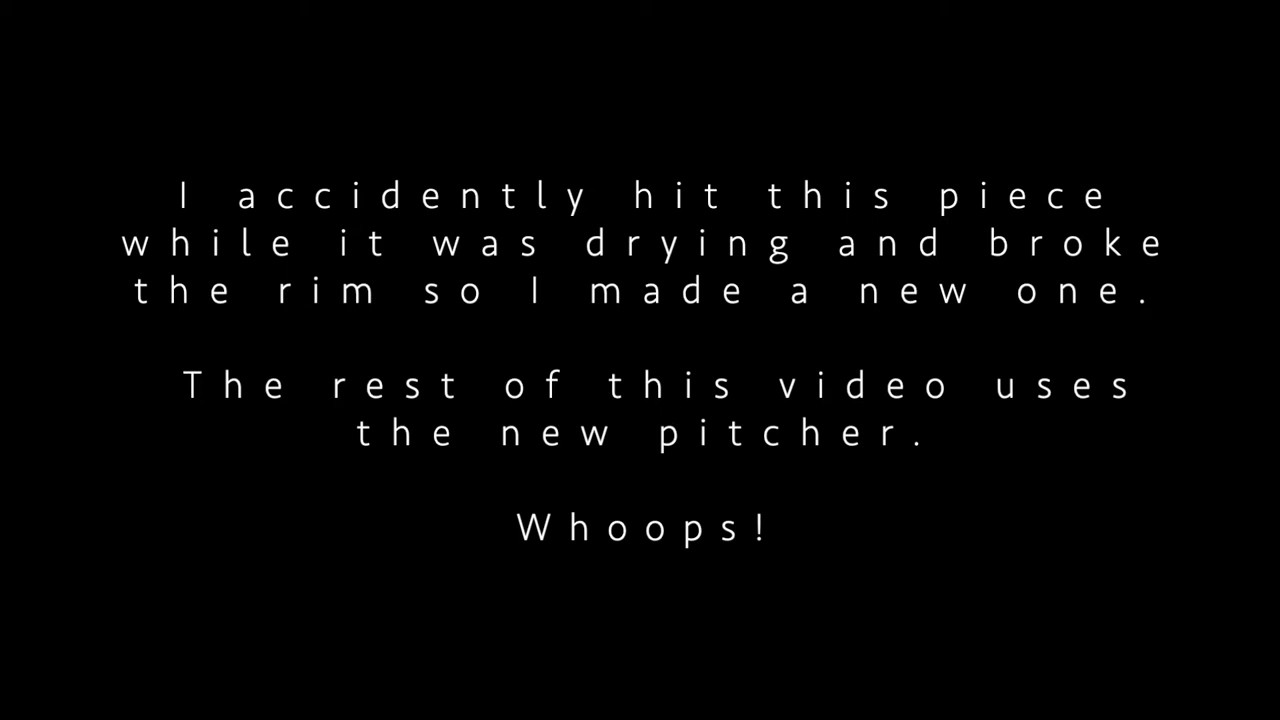 I accidently hit this piece
while it was drying and broke
the rim so I made a new one.
The rest of this video uses
the new pitcher.
Whoops!